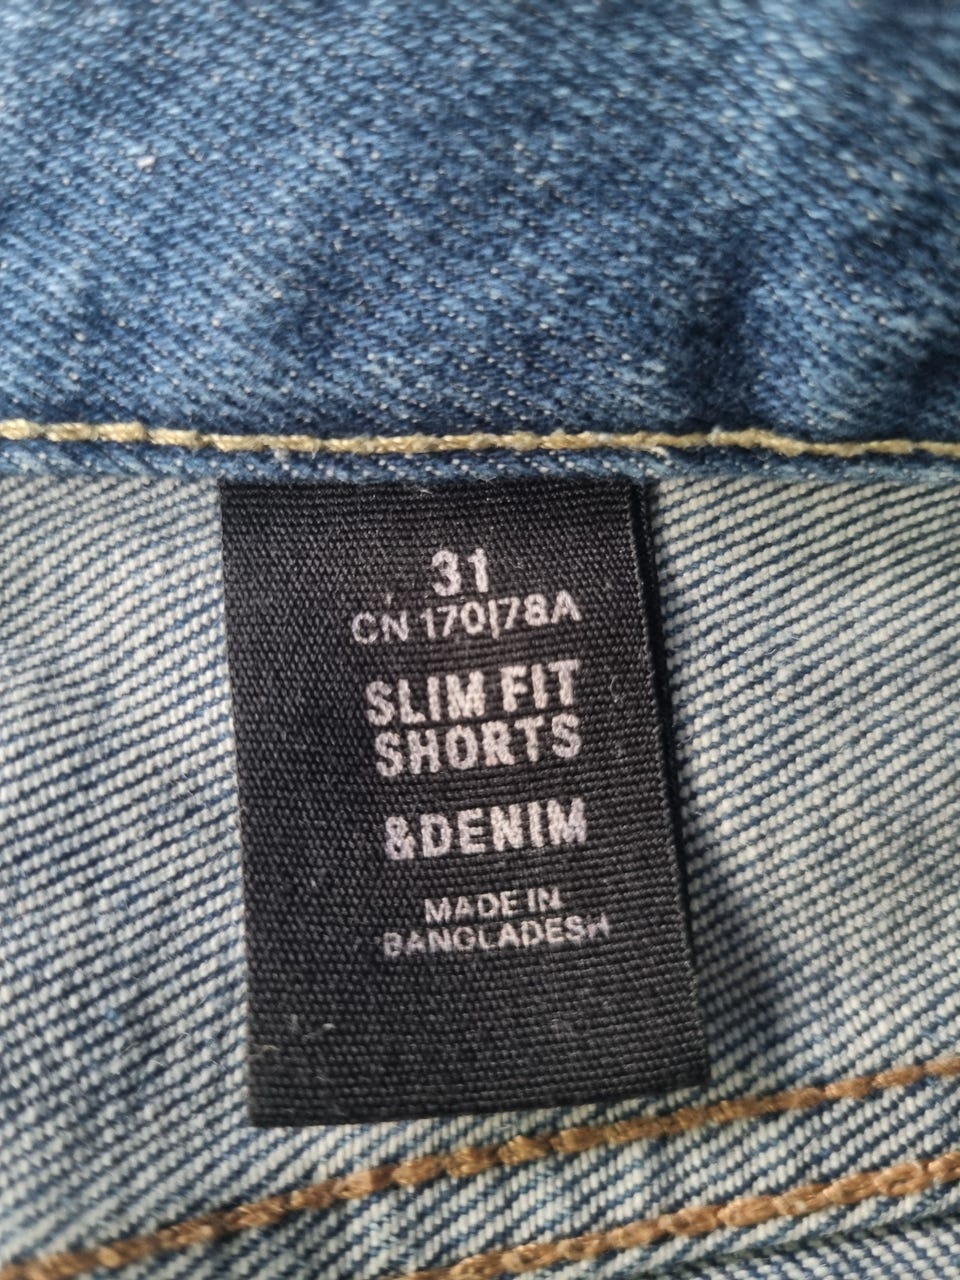 31
CN 170|78A
SLIM FIT
SHORTS
&DENIM
MADE IN
BANGLADESH